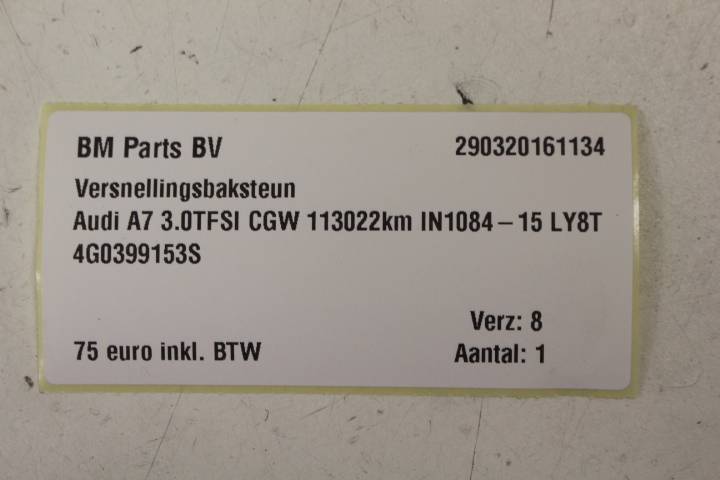 BM Parts BV 290320161134
Versnellingsbaksteun
Audi A7 3.0TFSI CGW 113022km IN1084-15 LY8T
4G0399153S
Verz: 8
75 euro inkl. BTW Aantal: 1